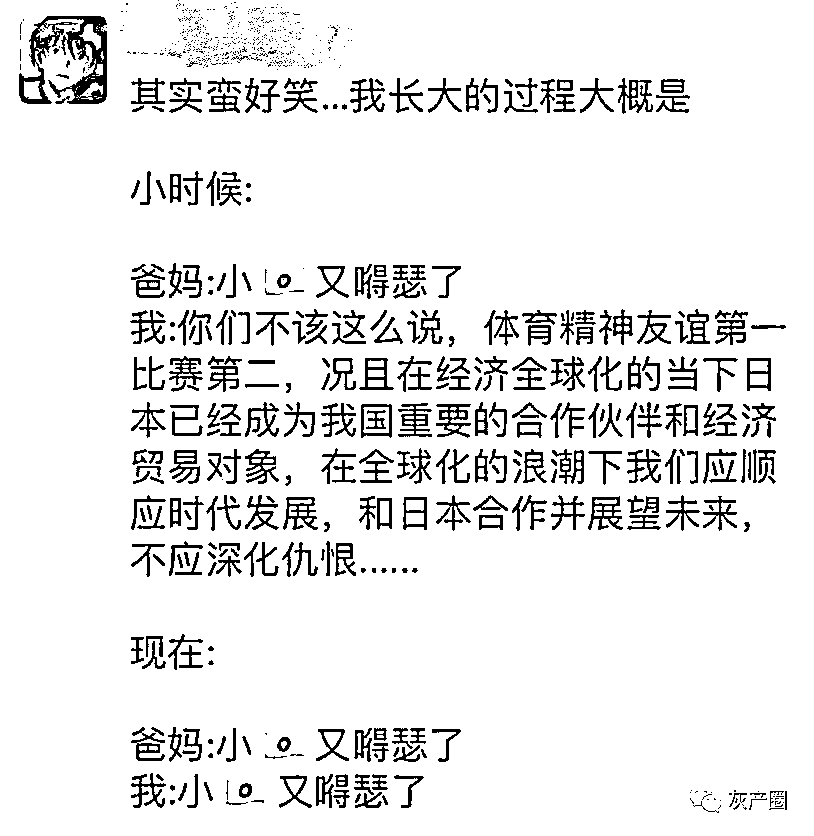 其实蛮好笑...我长大的过程大概是
小时候:
爸妈:小 又嘚瑟了
我:你们不该这么说，体育精神友谊第一
比赛第二，况且在经济全球化的当下日
本已经成为我国重要的合作伙伴和经济
贸易对象，在全球化的浪潮下我们应顺
应时代发展，和日本合作并展望未来，
不应深化仇恨......
现在:
爸妈:小 又嘚瑟了
我:小 又嘚瑟了
灰产圈